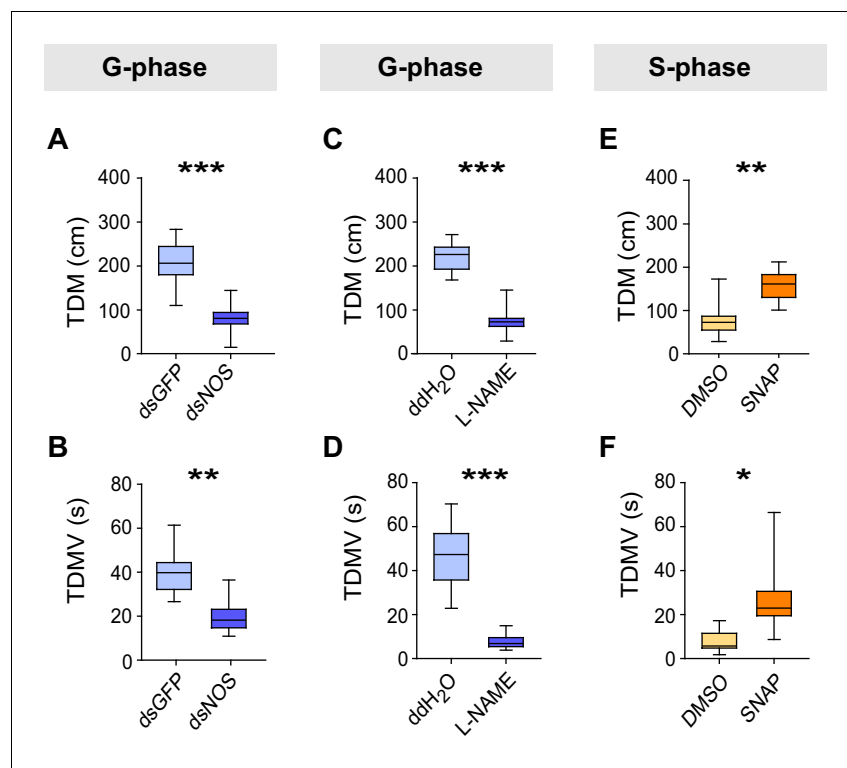 G-phase
G-phase
S-phase
A
***
TDM (cm)
400
300
200
100
0
dsGFP
dsNOS
C
***
TDM (cm)
400
300
200
100
0
ddH₂O
L-NAME
E
**
TDM (cm)
400
300
200
100
0
DMSO
SNAP
B
**
TDMV (s)
80
60
40
20
0
dsGFP
dsNOS
D
***
TDMV (s)
80
60
40
20
0
ddH₂O
L-NAME
F
*
TDMV (s)
80
60
40
20
0
DMSO
SNAP